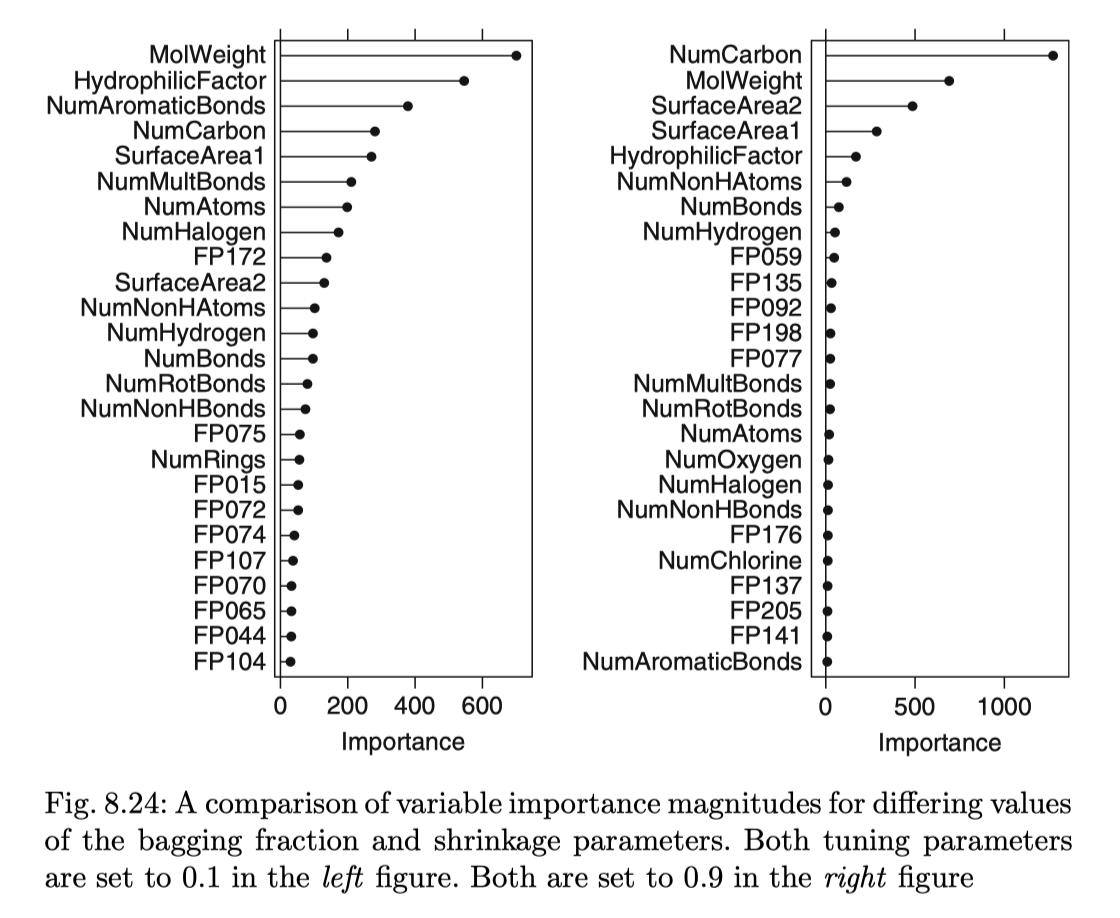 MolWeight
HydrophilicFactor
NumAromaticBonds
NumCarbon
SurfaceArea1
NumMultBonds
NumAtoms
NumHalogen
FP172
SurfaceArea2
NumNonHAtoms
NumHydrogen
NumBonds
NumRotBonds
NumNonHBonds
FP075
NumRings
FP015
FP072
FP074
FP107
FP070
FP065
FP044
FP104
0 200 400 600
Importance
NumCarbon
MolWeight
SurfaceArea2
SurfaceArea1
HydrophilicFactor
NumNonHAtoms
NumBonds
NumHydrogen
FP059
FP135
FP092
FP198
FP077
NumMultBonds
NumRotBonds
NumAtoms
NumOxygen
NumHalogen
NumNonHBonds
FP176
NumChlorine
FP137
FP205
FP141
NumAromaticBonds
0 500 1000
Importance
Fig. 8.24: A comparison of variable importance magnitudes for differing values
of the bagging fraction and shrinkage parameters. Both tuning parameters
are set to 0.1 in the left figure. Both are set to 0.9 in the right figure